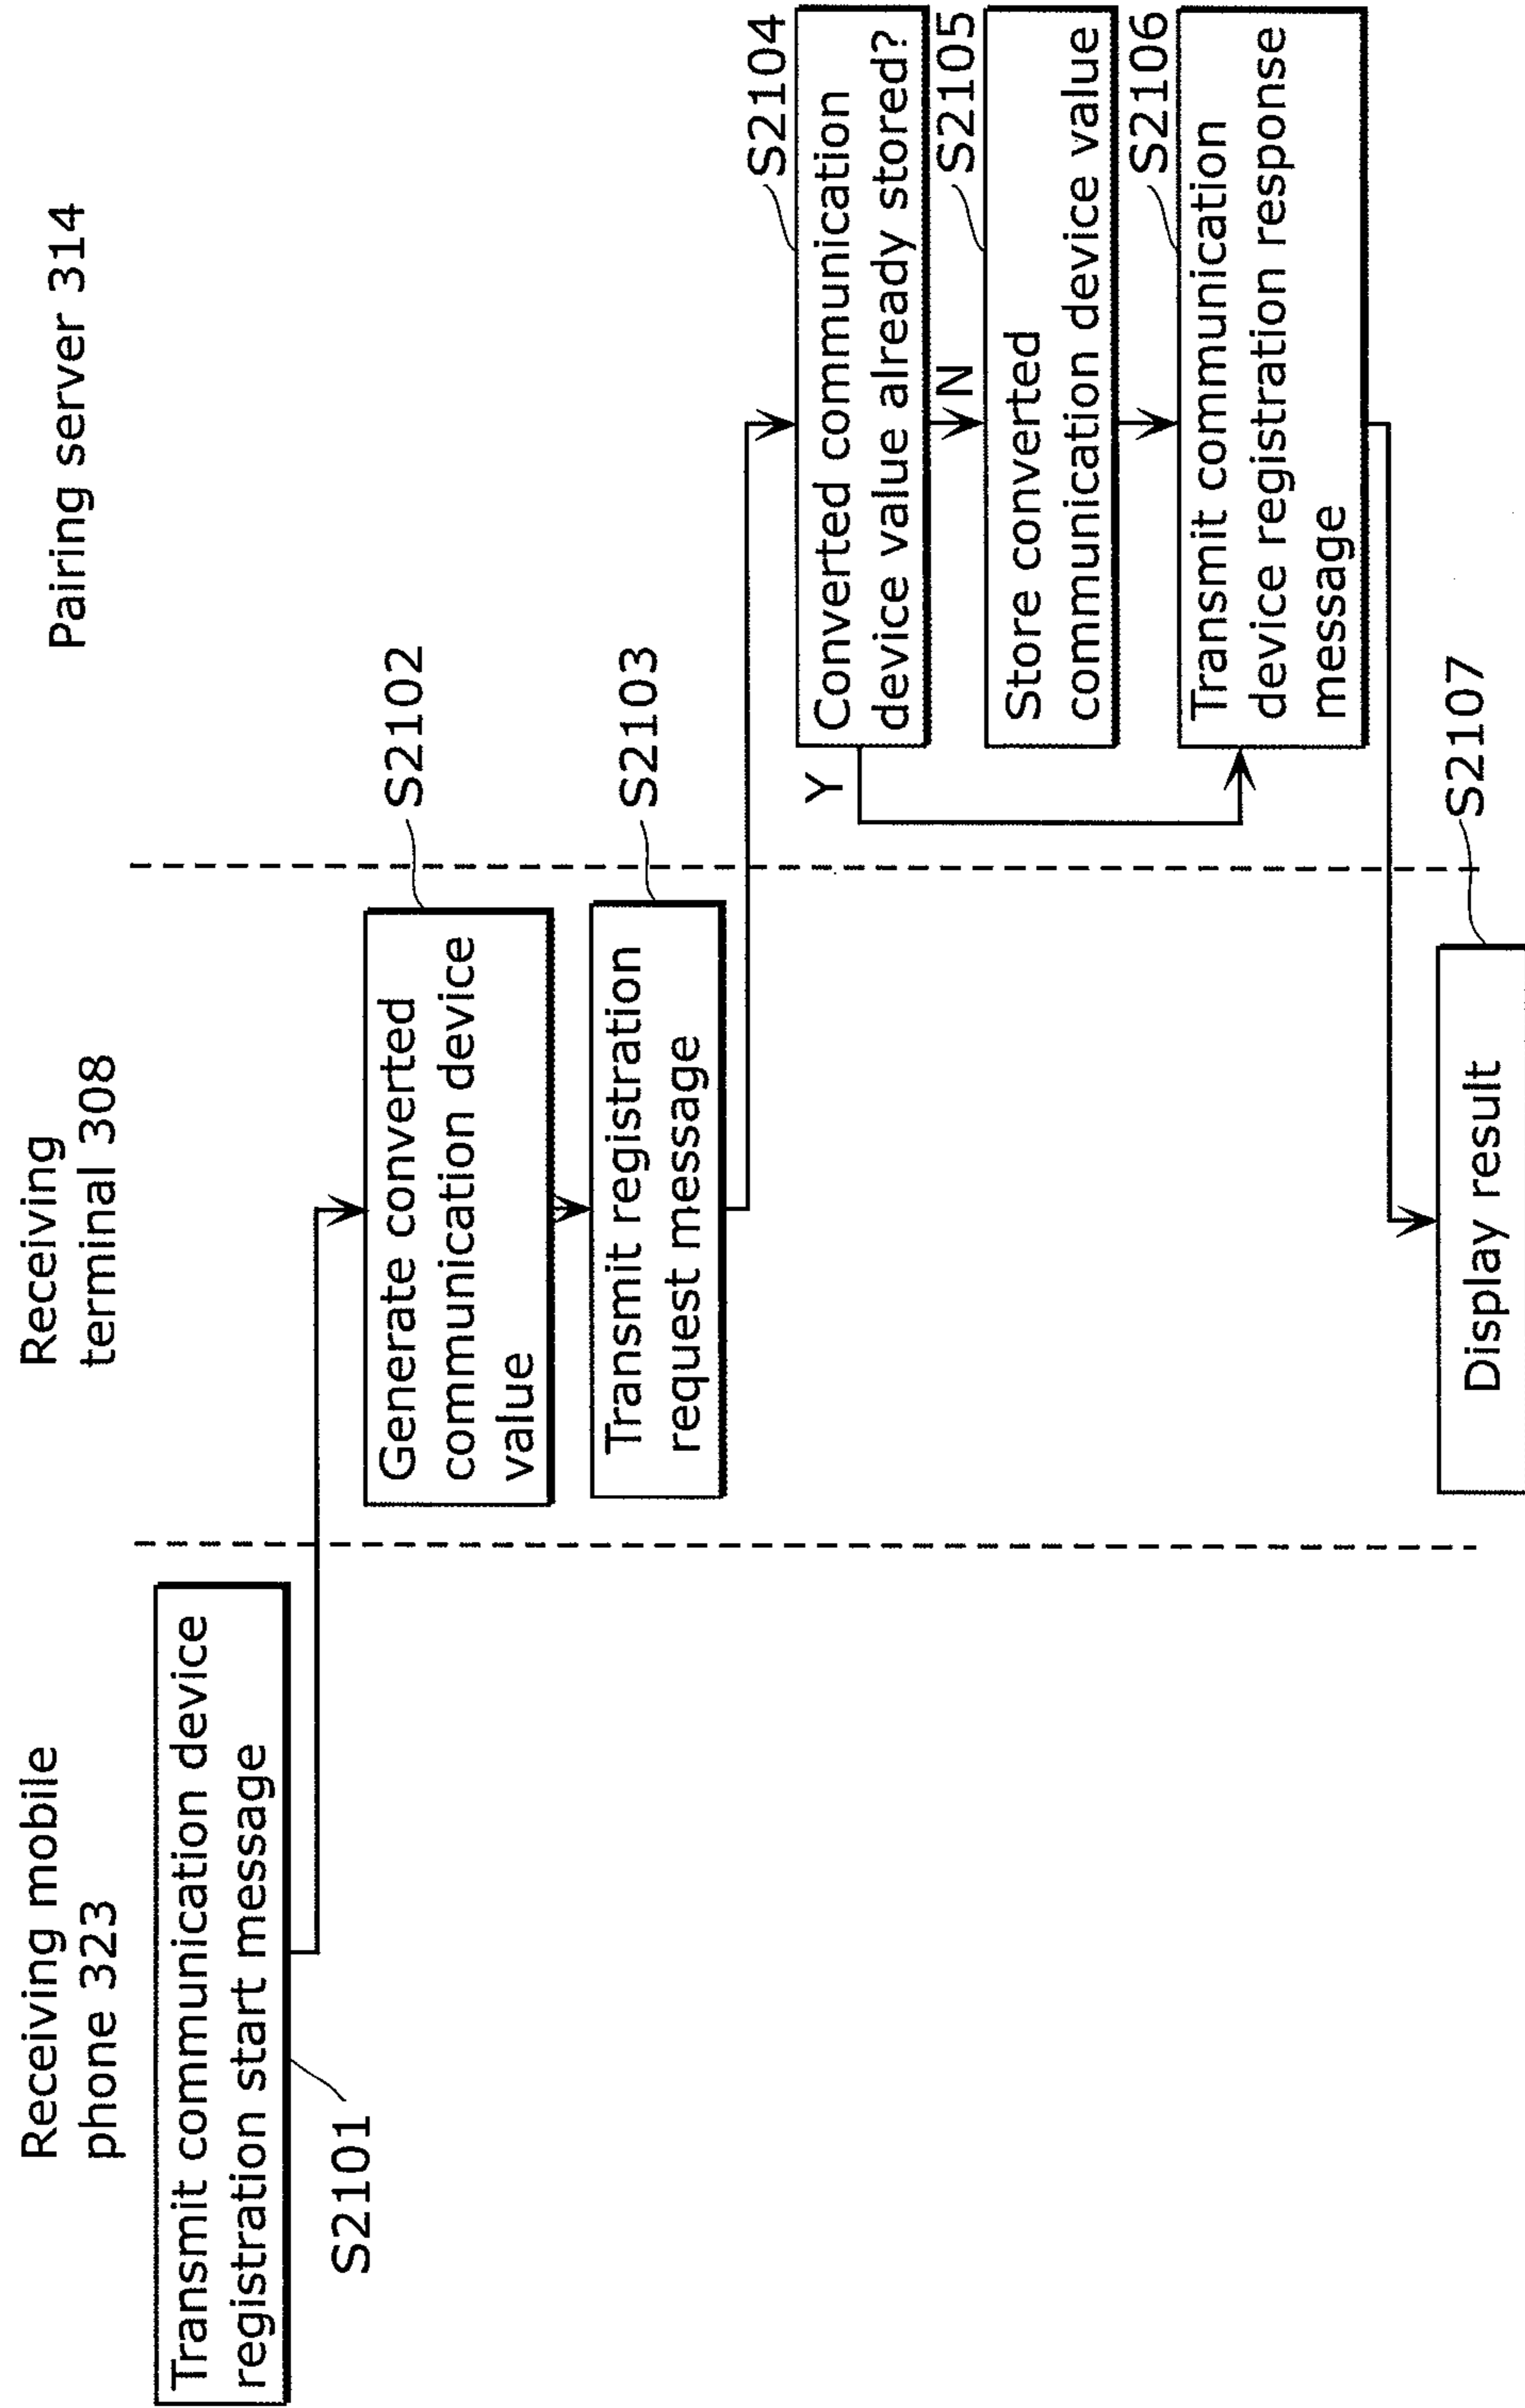 Receiving mobile
phone 323
Receiving
terminal 308
Pairing server 314
Transmit communication device
registration start message
S2101
Generate converted
communication device
value
S2102
Transmit registration
request message
S2103
Converted communication
device value already stored?
S2104
Y
N
Store converted
communication device value
S2105
Transmit communication
device registration response
message
S2106
Display result
S2107